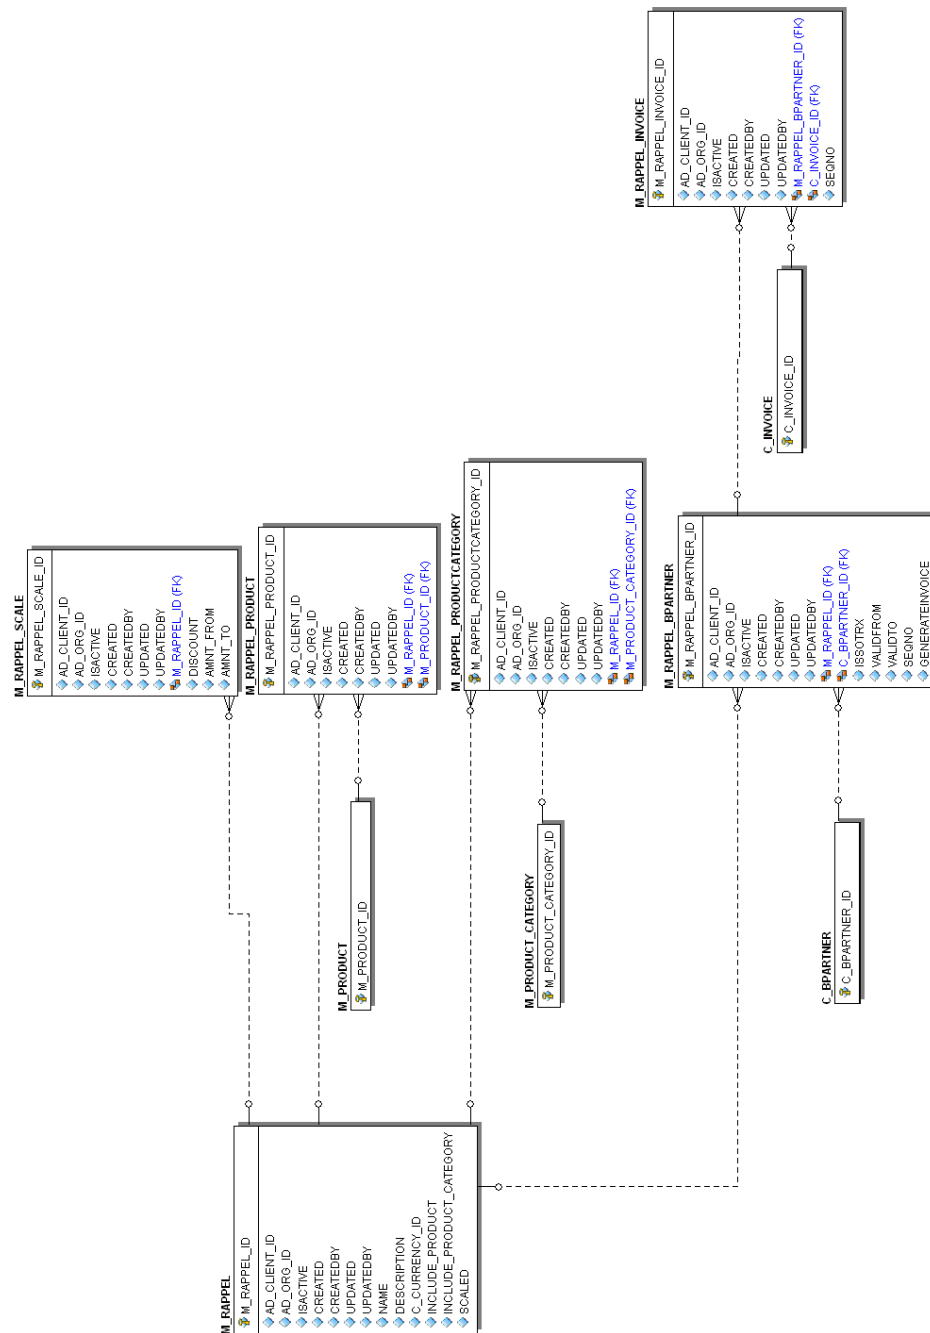 M_RAPPEL
M_RAPPEL_ID
AD_CLIENT_ID
AD_ORG_ID
ISACTIVE
CREATED
CREATEDBY
UPDATED
UPDATEDBY
NAME
DESCRIPTION
C_CURRENCY_ID
INCLUDE_PRODUCT
INCLUDE_PRODUCT_CATEGORY
SCALED
M_RAPPEL_SCALE
M_RAPPEL_SCALE_ID
AD_CLIENT_ID
AD_ORG_ID
ISACTIVE
CREATED
CREATEDBY
UPDATED
UPDATEDBY
M_RAPPEL_ID (FK)
DISCOUNT
AMNT_FROM
AMNT_TO
M_RAPPEL_PRODUCT
M_RAPPEL_PRODUCT_ID
AD_CLIENT_ID
AD_ORG_ID
ISACTIVE
CREATED
CREATEDBY
UPDATED
UPDATEDBY
M_RAPPEL_ID (FK)
M_PRODUCT_ID (FK)
M_PRODUCT
M_PRODUCT_ID
M_RAPPEL_PRODUCTCATEGORY
M_RAPPEL_PRODUCTCATEGORY_ID
AD_CLIENT_ID
AD_ORG_ID
ISACTIVE
CREATED
CREATEDBY
UPDATED
UPDATEDBY
M_RAPPEL_ID (FK)
M_PRODUCT_CATEGORY_ID (FK)
M_PRODUCT_CATEGORY
M_PRODUCT_CATEGORY_ID
M_RAPPEL_BPARTNER
M_RAPPEL_BPARTNER_ID
AD_CLIENT_ID
AD_ORG_ID
ISACTIVE
CREATED
CREATEDBY
UPDATED
UPDATEDBY
M_RAPPEL_ID (FK)
C_BPARTNER_ID (FK)
ISSOTRX
VALIDFROM
VALIDTO
SEQNO
GENERATEINVOICE
C_BPARTNER
C_BPARTNER_ID
M_RAPPEL_INVOICE
M_RAPPEL_INVOICE_ID
AD_CLIENT_ID
AD_ORG_ID
ISACTIVE
CREATED
CREATEDBY
UPDATED
UPDATEDBY
M_RAPPEL_BPARTNER_ID (FK)
C_INVOICE_ID (FK)
SEQNO
C_INVOICE
C_INVOICE_ID